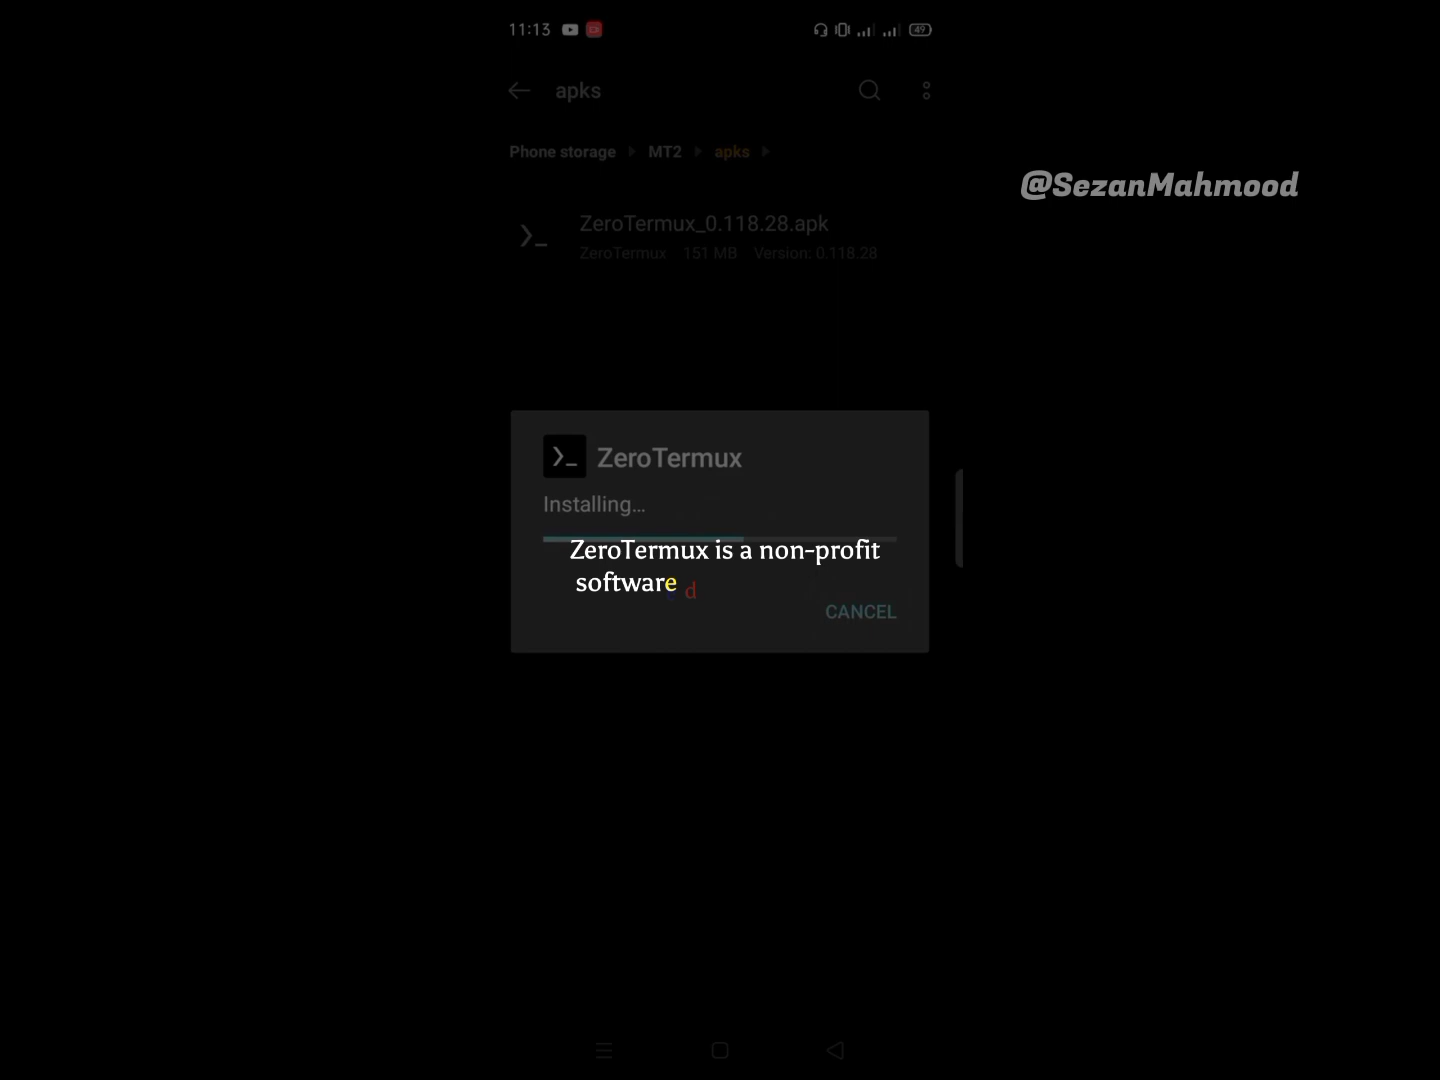 11:13
49
apks
Phone storage MT2 apks
@SezanMahmood
ZeroTermux_0.118.28.apk
ZeroTermux 151 MB Version: 0.118.28
ZeroTermux
Installing...
ZeroTermux is a non-profit
software d
CANCEL